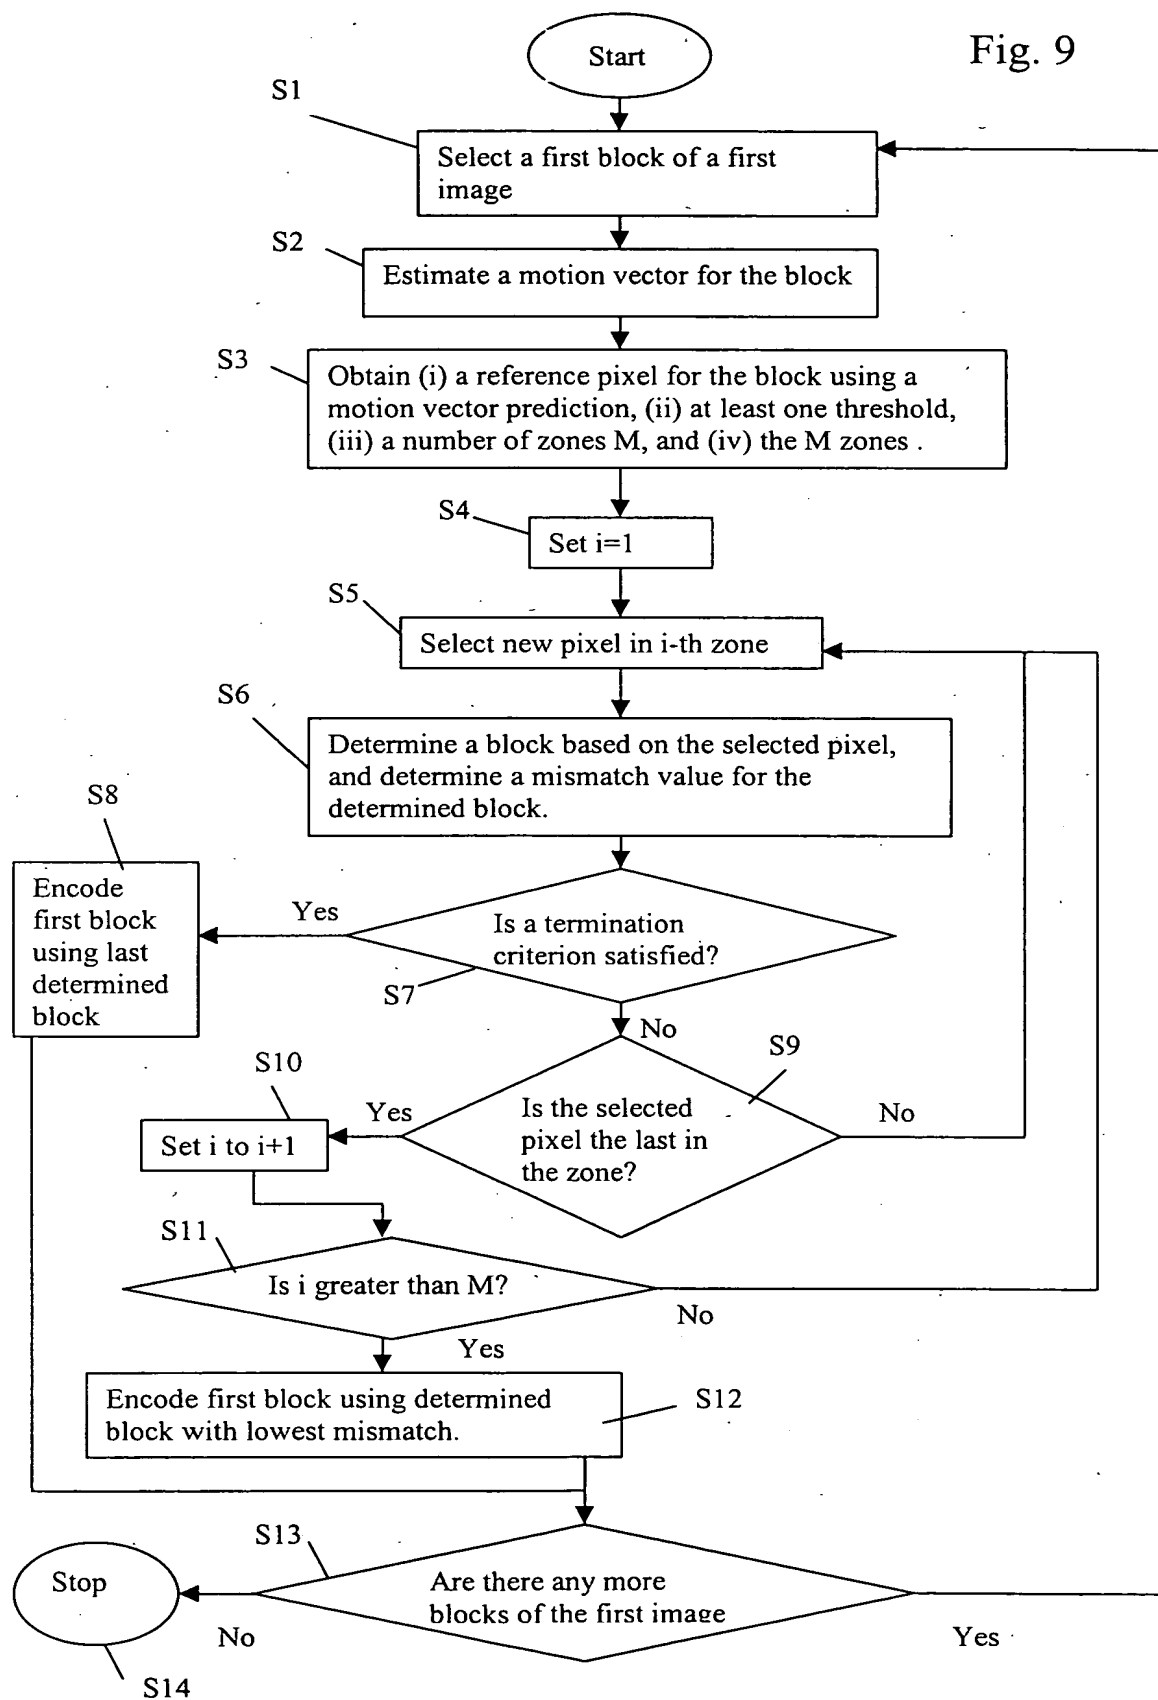 Fig. 9
Start
S1
Select a first block of a first
image
S2
Estimate a motion vector for the block
S3
Obtain (i) a reference pixel for the block using a
motion vector prediction, (ii) at least one threshold,
(iii) a number of zones M, and (iv) the M zones .
S4
Set i=1
S5
Select new pixel in i-th zone
S6
Determine a block based on the selected pixel,
and determine a mismatch value for the
determined block.
S8
Encode
first block
using last
determined
block
Yes
Is a termination
criterion satisfied?
S7
No
S9
S10
Yes
Is the selected
pixel the last in
the zone?
No
Set i to i+1
S11
Is i greater than M?
No
Yes
Encode first block using determined
block with lowest mismatch.
S12
S13
Stop
Are there any more
blocks of the first image
No
Yes
S14